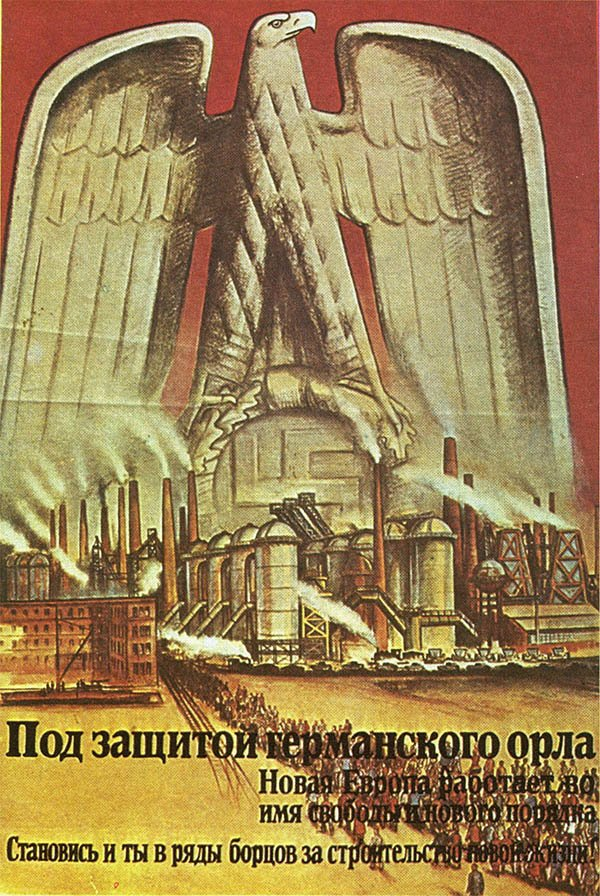 Под защитой германского орла
Новая Европа работает во
имя свободы и нового порядка
Становись и ты в ряды борцов за строительство новой жизни!